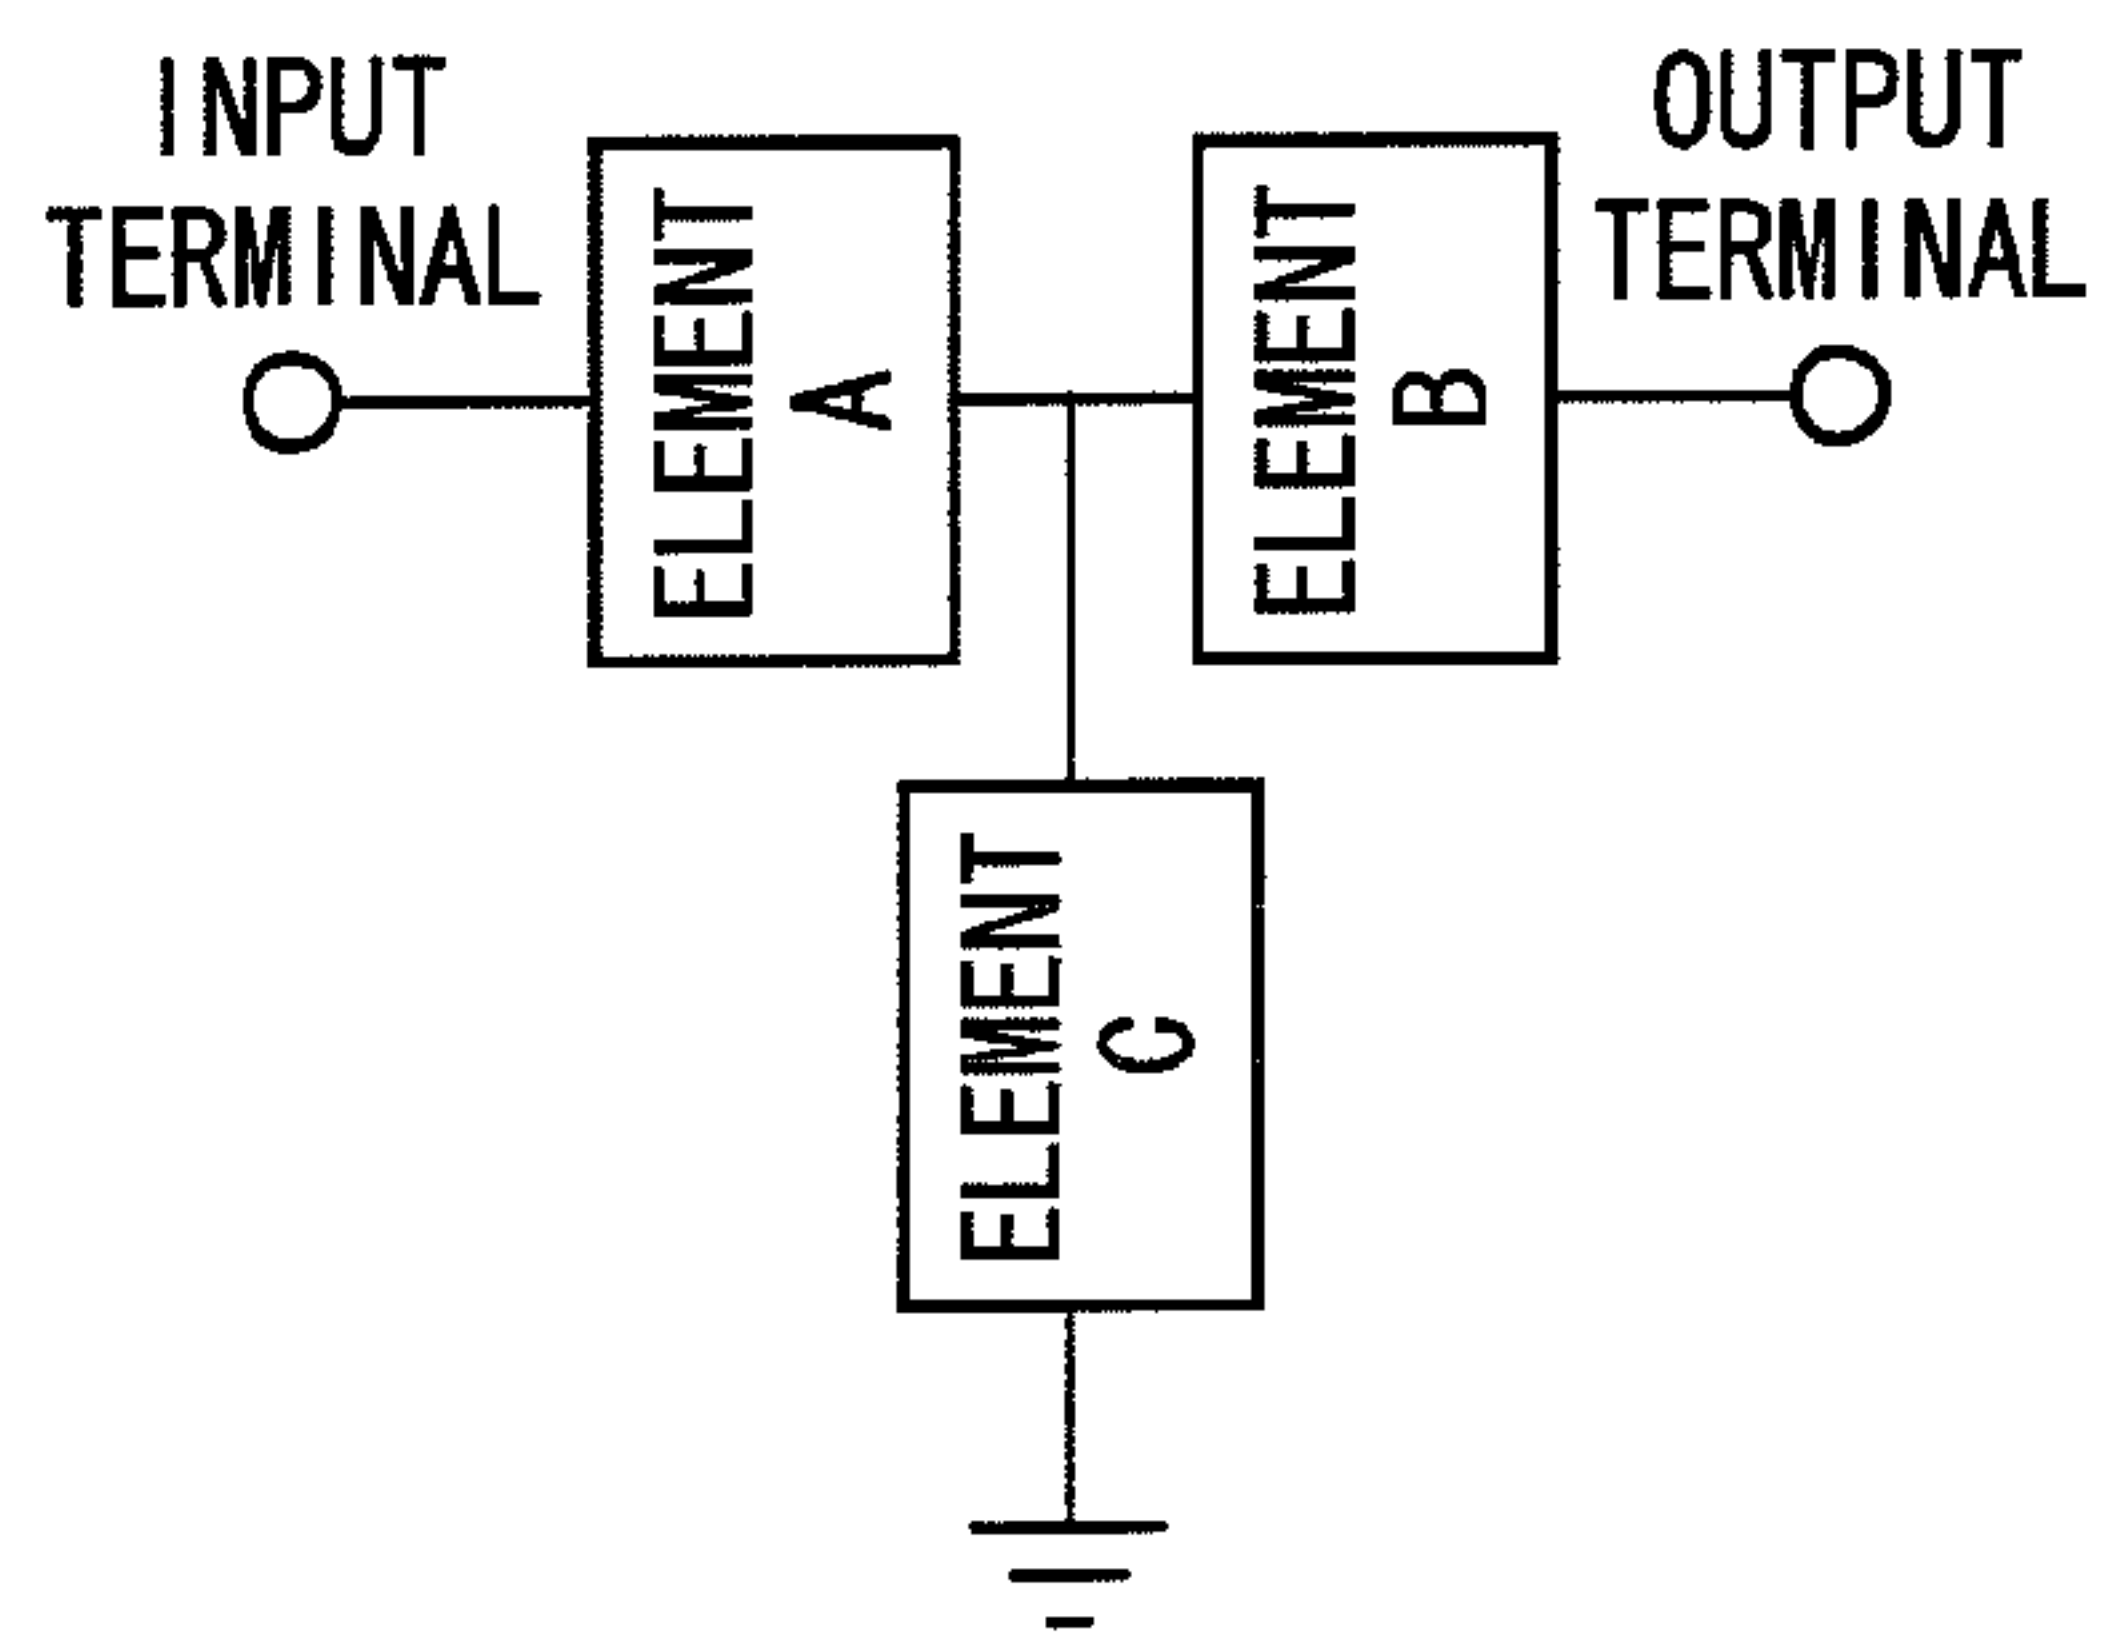 INPUT
TERMINAL
OUTPUT
TERMINAL
ELEMENT
A
ELEMENT
B
ELEMENT
C